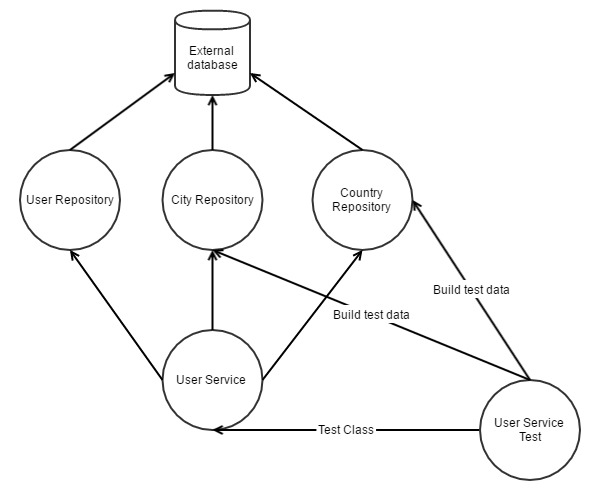 External
database
User Repository
City Repository
Country
Repository
Build test data
Build test data
User Service
User Service
Test
Test Class